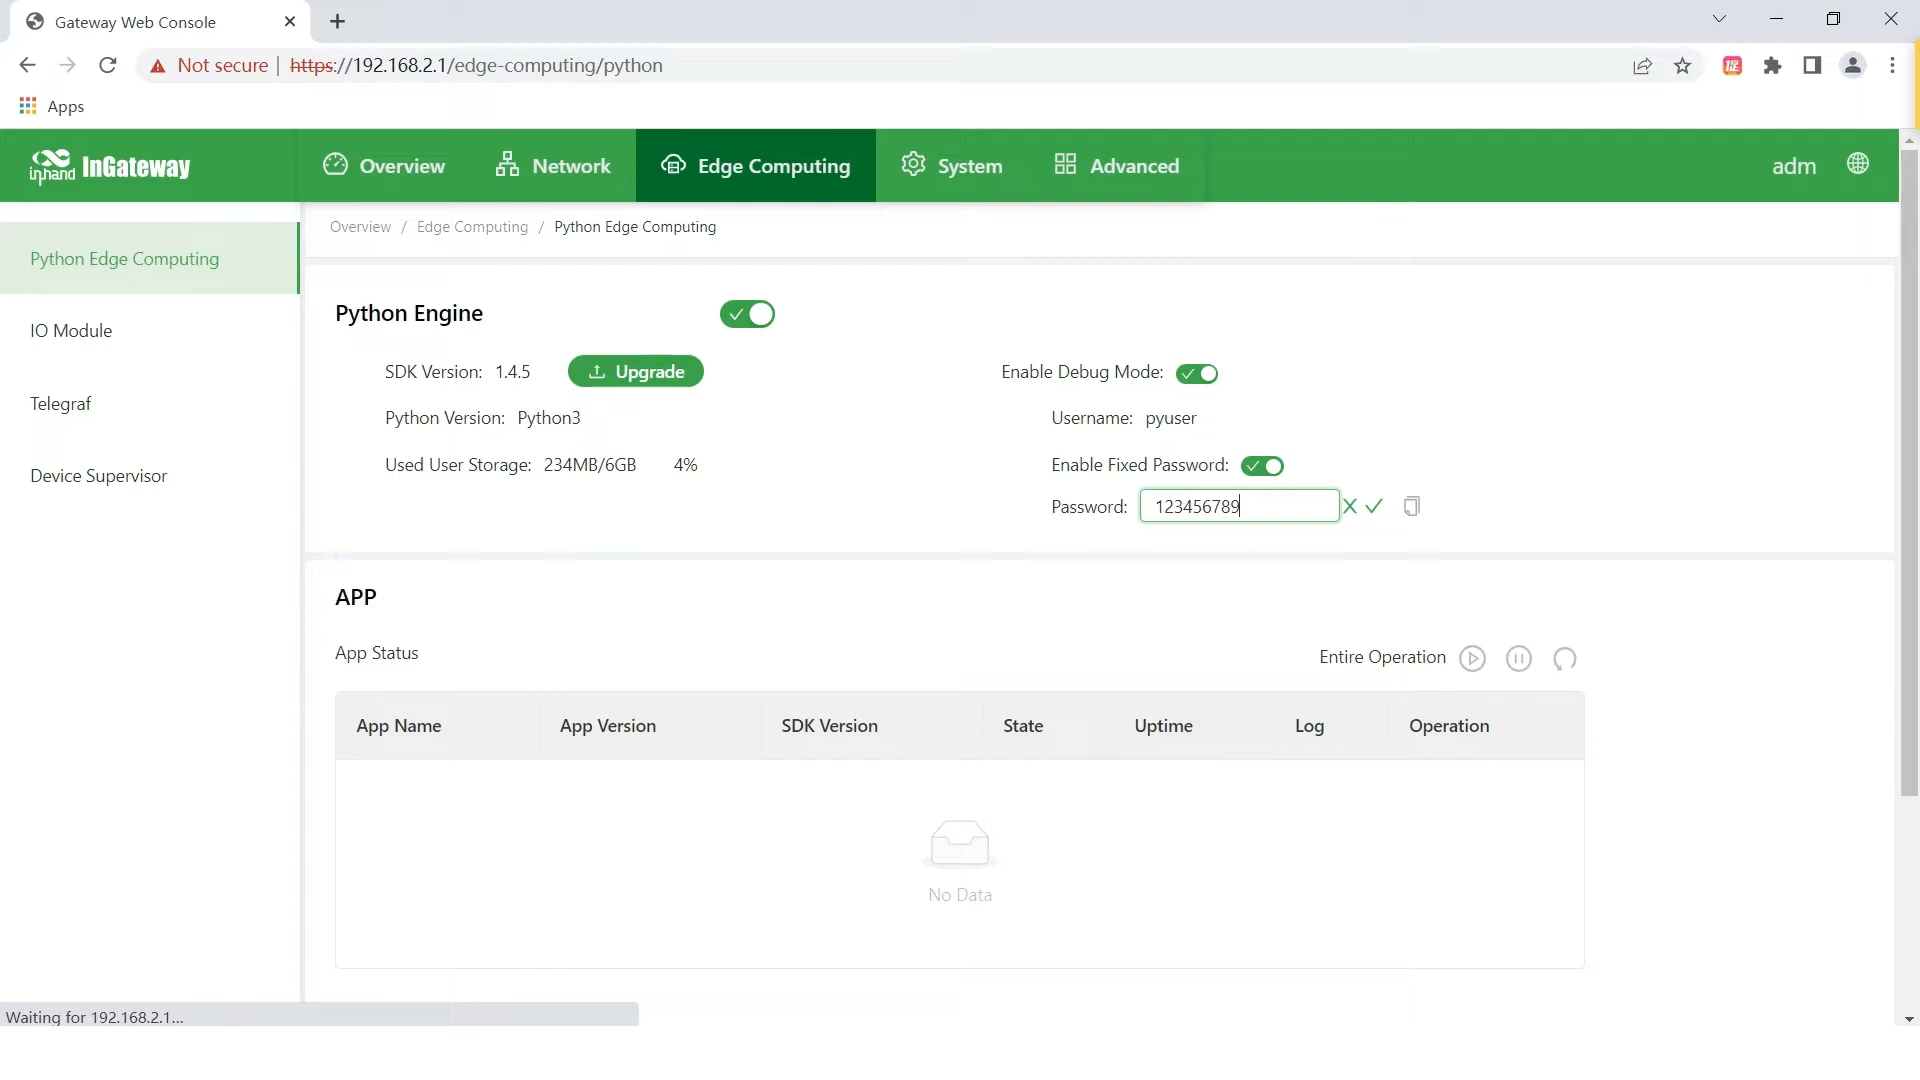 Gateway Web Console
Not secure | https://192.168.2.1/edge-computing/python
Apps
inhand InGateway
Overview
Network
Edge Computing
System
Advanced
adm
Overview / Edge Computing / Python Edge Computing
Python Edge Computing
IO Module
Telegraf
Device Supervisor
Python Engine
SDK Version: 1.4.5
Upgrade
Enable Debug Mode:
Python Version: Python3
Username: pyuser
Used User Storage: 234MB/6GB 4%
Enable Fixed Password:
Password: 123456789
APP
App Status
Entire Operation
App Name App Version SDK Version State Uptime Log Operation
No Data
Waiting for 192.168.2.1...